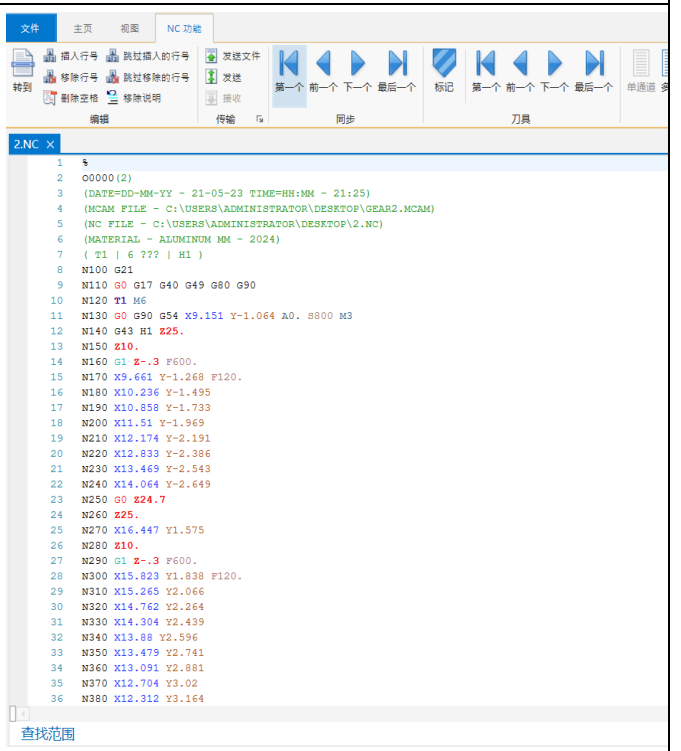 文件 主页 视图 NC 功能
插入行号 跳过插入的行号 发送文件
移除行号 跳过移除的行号 发送
转到 删除空格 移除说明 接收
第一个 前一个 下一个 最后一个 标记 第一个 前一个 下一个 最后一个 单通道
编辑 传输 同步 刀具
2.NC ×
1 %
2 O0000(2)
3 (DATE=DD-MM-YY - 21-05-23 TIME=HH:MM - 21:25)
4 (MCAM FILE - C:\USERS\ADMINISTRATOR\DESKTOP\GEAR2.MCAM)
5 (NC FILE - C:\USERS\ADMINISTRATOR\DESKTOP\2.NC)
6 (MATERIAL - ALUMINUM MM - 2024)
7 ( T1 | 6 ??? | H1 )
8 N100 G21
9 N110 G0 G17 G40 G49 G80 G90
10 N120 T1 M6
11 N130 G0 G90 G54 X9.151 Y-1.064 A0. S800 M3
12 N140 G43 H1 Z25.
13 N150 Z10.
14 N160 G1 Z-.3 F600.
15 N170 X9.661 Y-1.268 F120.
16 N180 X10.236 Y-1.495
17 N190 X10.858 Y-1.733
18 N200 X11.51 Y-1.969
19 N210 X12.174 Y-2.191
20 N220 X12.833 Y-2.386
21 N230 X13.469 Y-2.543
22 N240 X14.064 Y-2.649
23 N250 G0 Z24.7
24 N260 Z25.
25 N270 X16.447 Y1.575
26 N280 Z10.
27 N290 G1 Z-.3 F600.
28 N300 X15.823 Y1.838 F120.
29 N310 X15.265 Y2.066
30 N320 X14.762 Y2.264
31 N330 X14.304 Y2.439
32 N340 X13.88 Y2.596
33 N350 X13.479 Y2.741
34 N360 X13.091 Y2.881
35 N370 X12.704 Y3.02
36 N380 X12.312 Y3.164
查找范围